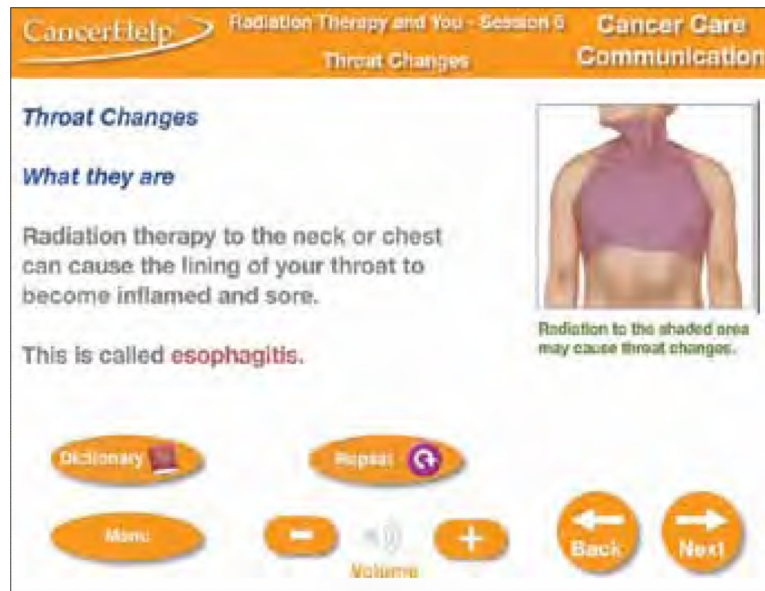 CancerHelp
Radiation Therapy and You - Session 6
Throat Changes
Cancer Care
Communication
Throat Changes
What they are
Radiation therapy to the neck or chest
can cause the lining of your throat to
become inflamed and sore.
This is called esophagitis.
Radiation to the shaded area
may cause throat changes.
Dictionary
Repeat
Menu
Volume
Back
Next